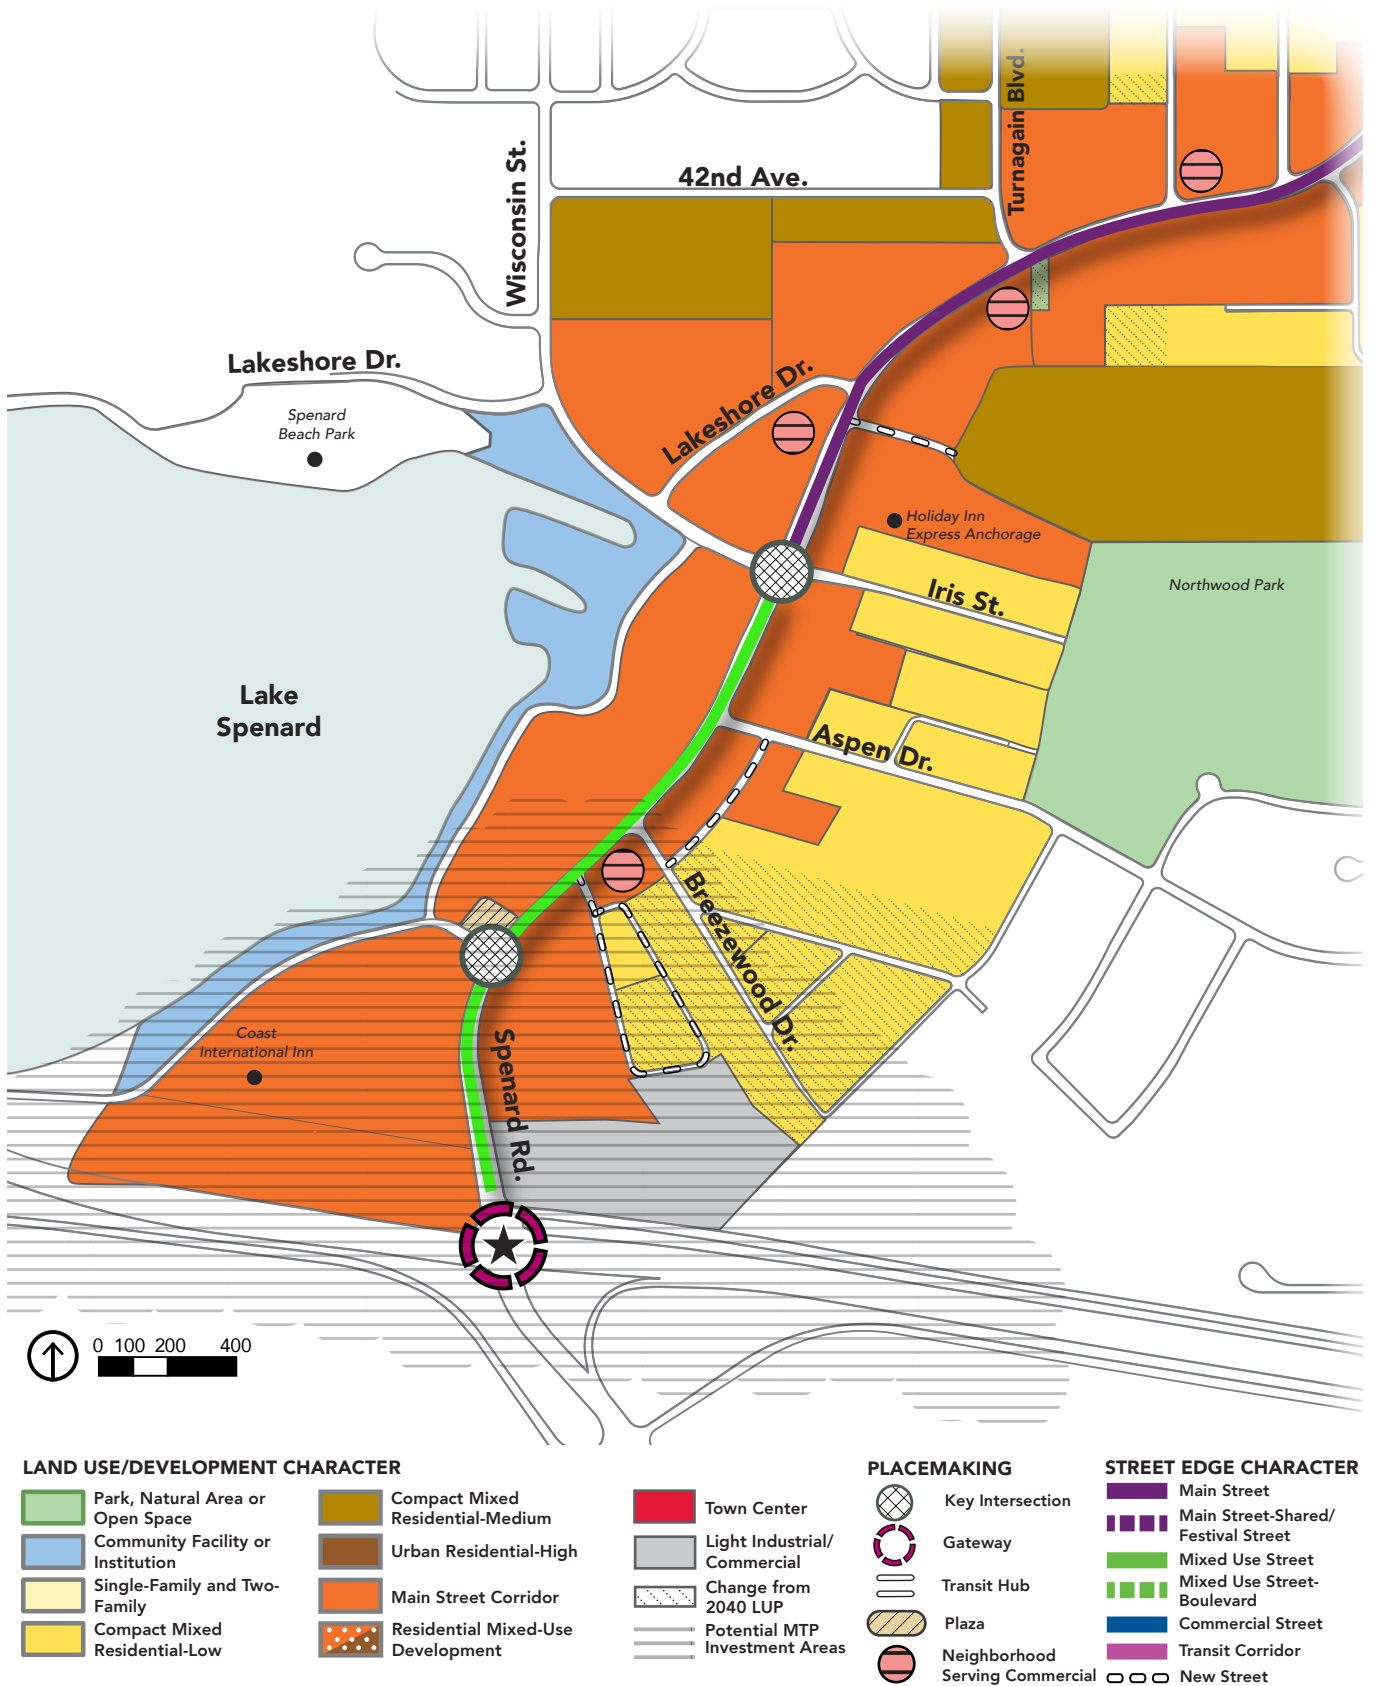 Turnagain Blvd.
Wisconsin St.
42nd Ave.
Lakeshore Dr.
Lakeshore Dr.
Spenard
Beach Park
Holiday Inn
Express Anchorage
Northwood Park
Iris St.
Lake
Spenard
Aspen Dr.
Breezewood Dr.
Coast
International Inn
Spenard Rd.
0 100 200 400
LAND USE/DEVELOPMENT CHARACTER
Park, Natural Area or
Open Space
Community Facility or
Institution
Single-Family and Two-
Family
Compact Mixed
Residential-Low
Compact Mixed
Residential-Medium
Urban Residential-High
Main Street Corridor
Residential Mixed-Use
Development
Town Center
Light Industrial/
Commercial
Change from
2040 LUP
Potential MTP
Investment Areas
PLACEMAKING
Key Intersection
Gateway
Transit Hub
Plaza
Neighborhood
Serving Commercial
STREET EDGE CHARACTER
Main Street
Main Street-Shared/
Festival Street
Mixed Use Street
Mixed Use Street-
Boulevard
Commercial Street
Transit Corridor
New Street